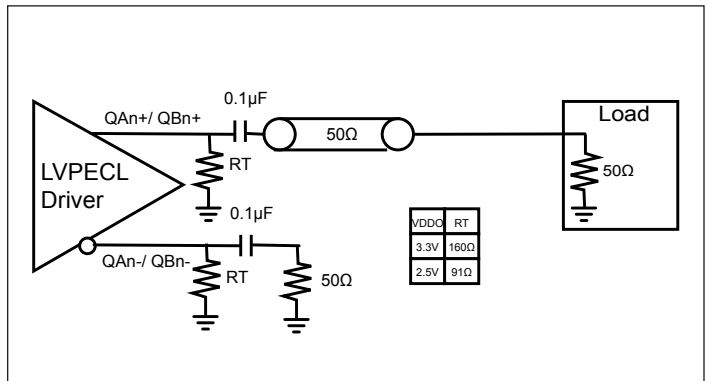 0.1µF
QAn+/ QBn+
50Ω
Load
RT
50Ω
LVPECL
Driver
0.1µF
QAn-/ QBn-
RT
50Ω
VDDO RT
3.3V 160Ω
2.5V 91Ω